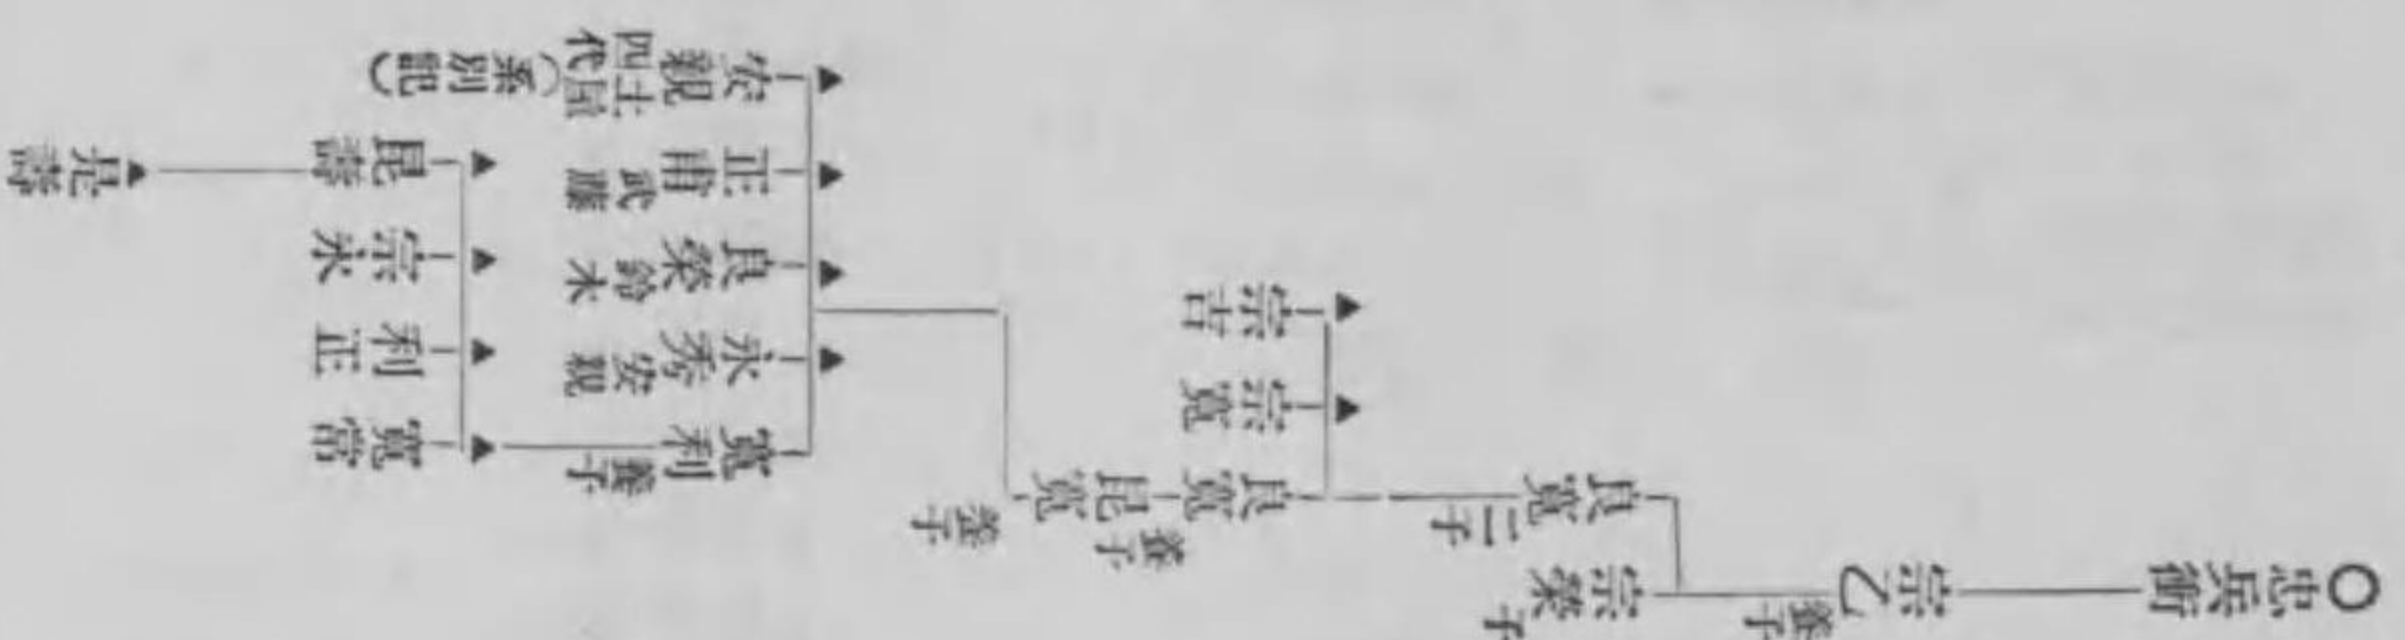 ○忠兵衛
宗乙 養子
宗榮 子
良寛 二子
良寛 養子
宗寛
宗吉
昆寛 養子
寛利 養子
永秀 安親
良榮 鈴木
正甫 武藤
安親 土屋四代(系別記)
寛常
利正
宗永
昆壽
是壽